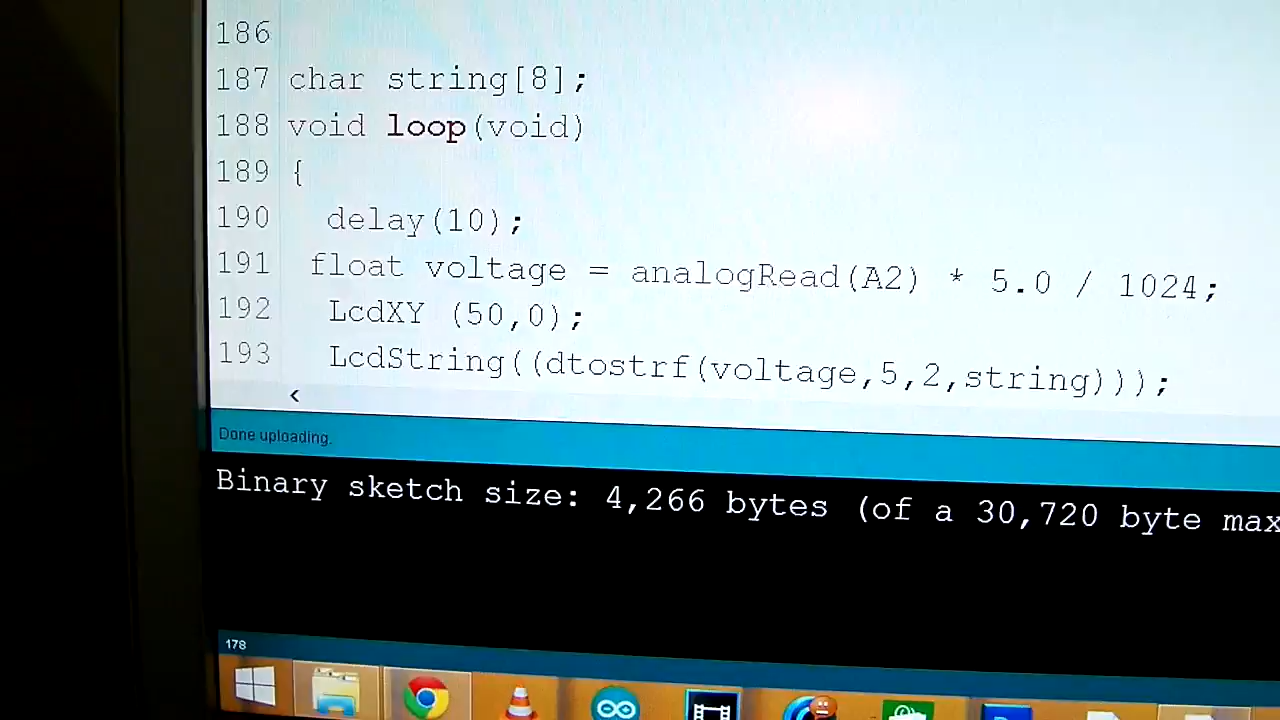 186
187 char string[8];
188 void loop(void)
189 {
190 delay(10);
191 float voltage = analogRead(A2) * 5.0 / 1024;
192 LcdXY (50,0);
193 LcdString((dtostrf(voltage,5,2,string)));
<
Done uploading.
Binary sketch size: 4,266 bytes (of a 30,720 byte max
178